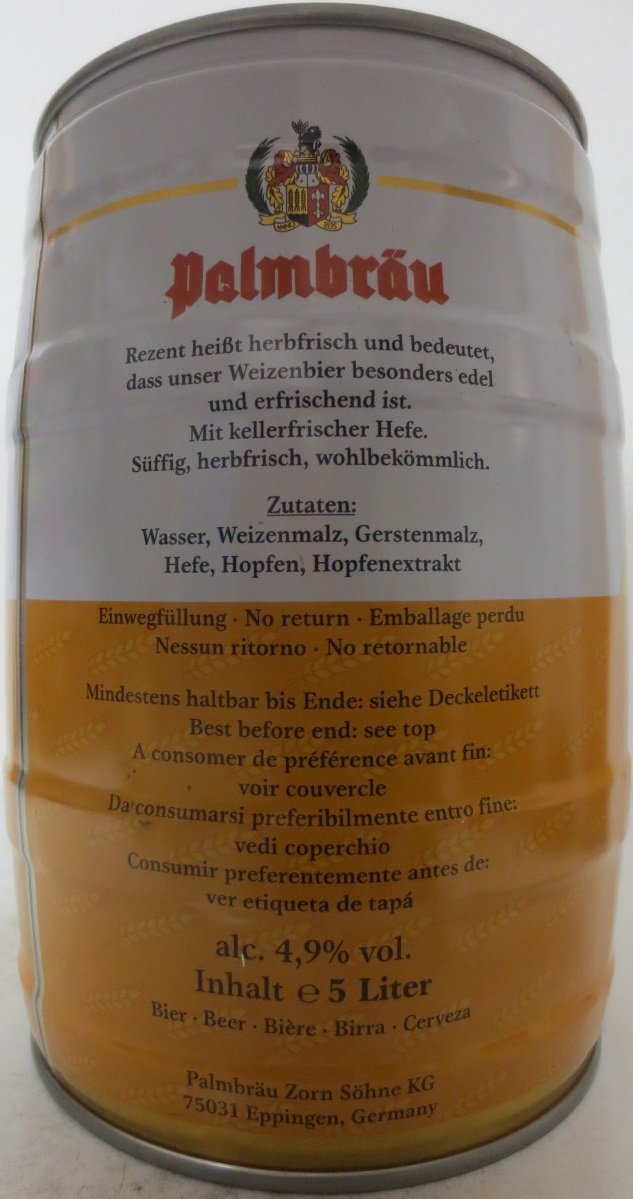 ANNO 1835
Palmbräu
Rezent heißt herbfrisch und bedeutet,
dass unser Weizenbier besonders edel
und erfrischend ist.
Mit kellerfrischer Hefe.
Süffig, herbfrisch, wohlbekömmlich.
Zutaten:
Wasser, Weizenmalz, Gerstenmalz,
Hefe, Hopfen, Hopfenextrakt
Einwegfüllung · No return · Emballage perdu
Nessun ritorno · No retornable
Mindestens haltbar bis Ende: siehe Deckeletikett
Best before end: see top
A consomer de préférence avant fin:
voir couvercle
Da consumarsi preferibilmente entro fine:
vedi coperchio
Consumir preferentemente antes de:
ver etiqueta de tapá
alc. 4,9% vol.
Inhalt ℮ 5 Liter
Bier · Beer · Bière · Birra · Cerveza
Palmbräu Zorn Söhne KG
75031 Eppingen, Germany